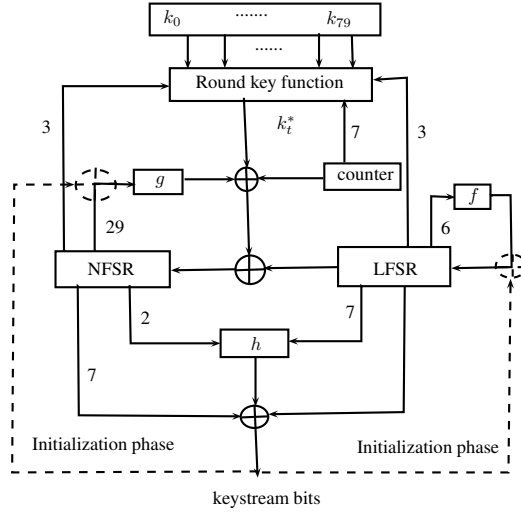 k₀ ······· k₇₉
······
Round key function
3
k*ₜ
7
3
g
counter
f
29
6
NFSR
LFSR
2
7
h
7
Initialization phase
Initialization phase
keystream bits